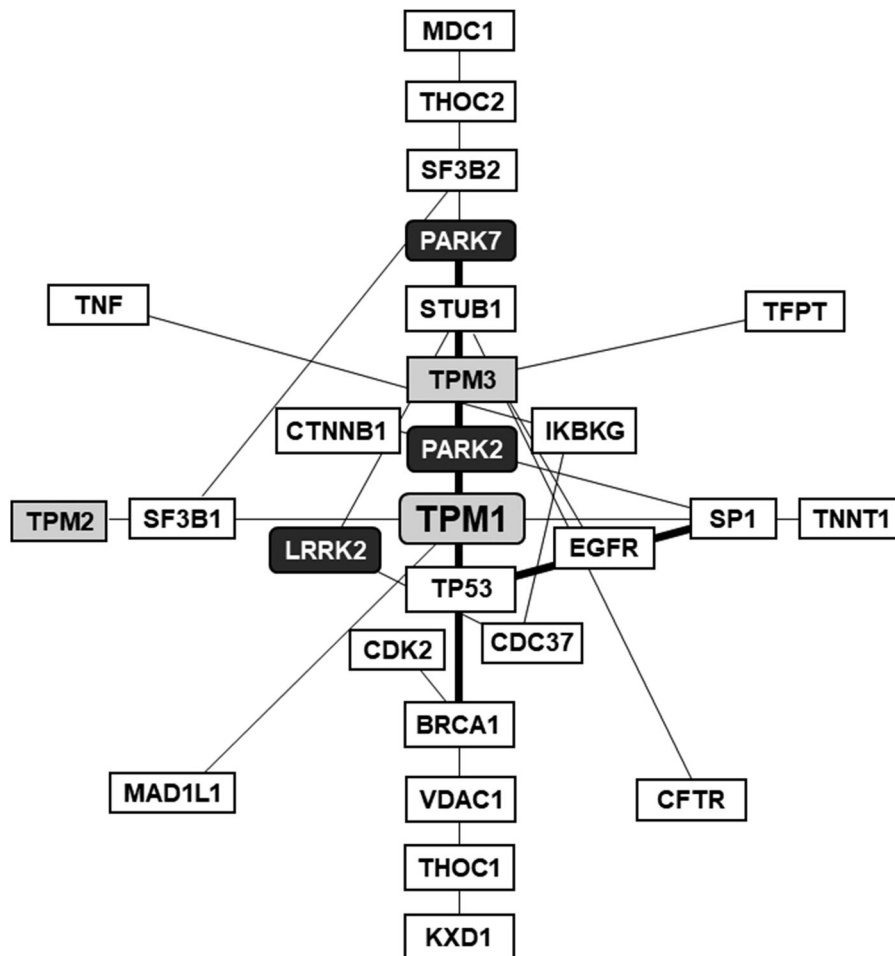 MDC1
THOC2
SF3B2
PARK7
TNF
STUB1
TFPT
TPM3
CTNNB1
IKBKG
PARK2
TPM2
SF3B1
TPM1
SP1
TNNT1
LRRK2
EGFR
TP53
CDK2
CDC37
BRCA1
MAD1L1
VDAC1
CFTR
THOC1
KXD1